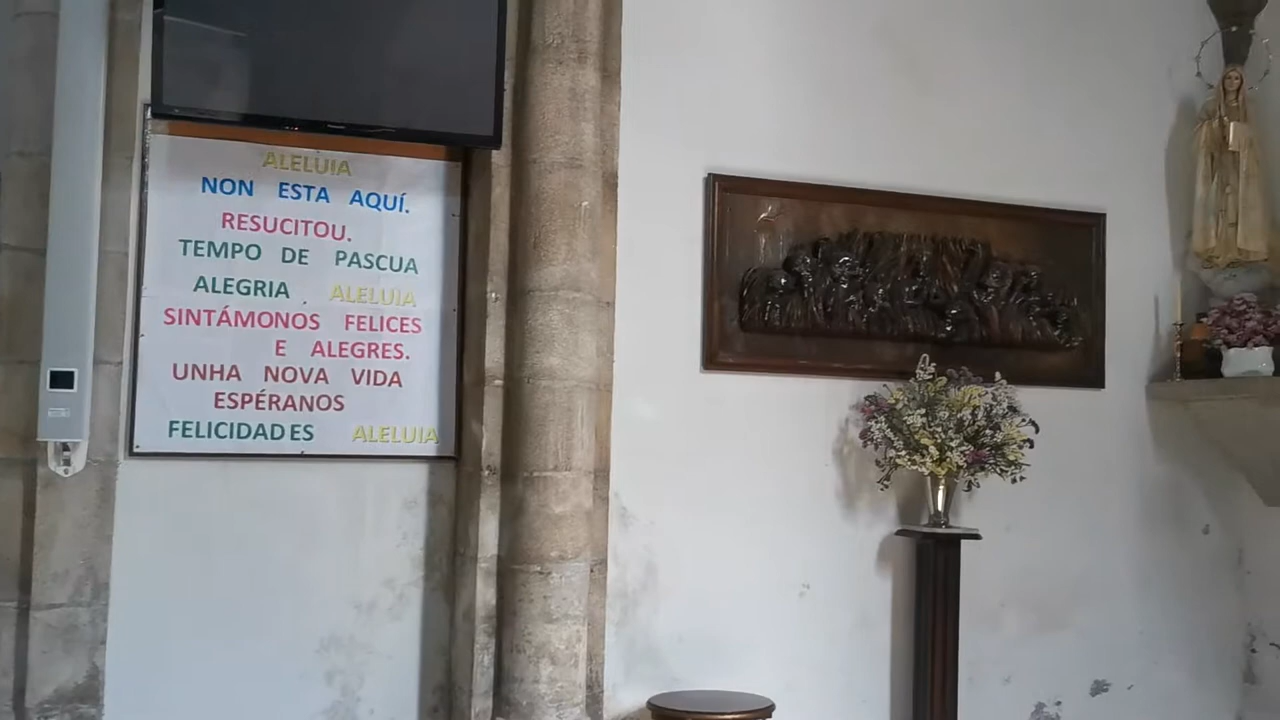 ALELUIA
NON ESTA AQUÍ.
RESUCITOU.
TEMPO DE PASCUA
ALEGRIA . ALELUIA
SINTÁMONOS FELICES
E ALEGRES.
UNHA NOVA VIDA
ESPÉRANOS
FELICIDADES ALELUIA